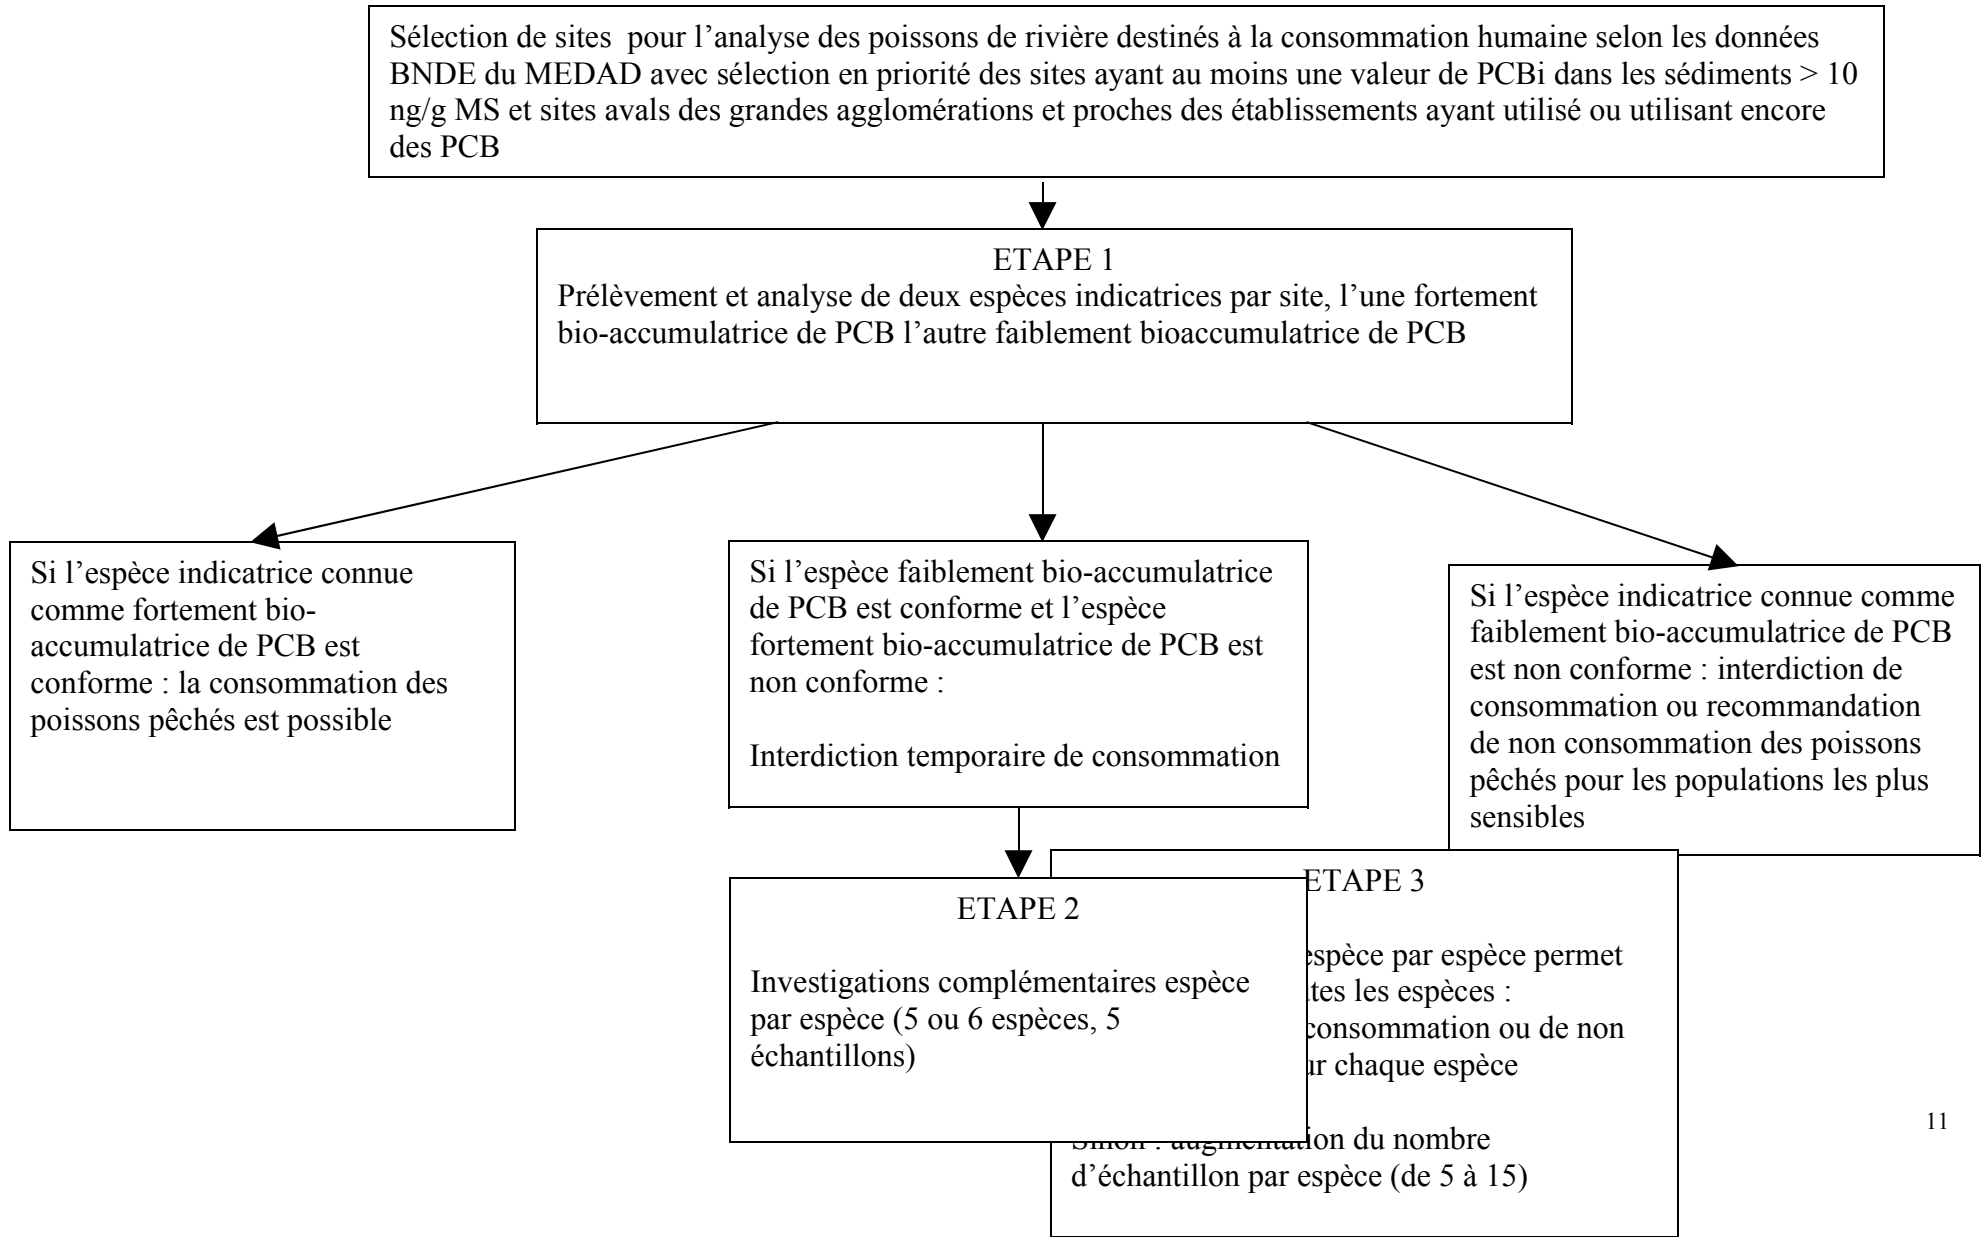 Sélection de sites pour l’analyse des poissons de rivière destinés à la consommation humaine selon les données
BNDE du MEDAD avec sélection en priorité des sites ayant au moins une valeur de PCBi dans les sédiments > 10
ng/g MS et sites avals des grandes agglomérations et proches des établissements ayant utilisé ou utilisant encore
des PCB
ETAPE 1
Prélèvement et analyse de deux espèces indicatrices par site, l’une fortement
bio-accumulatrice de PCB l’autre faiblement bioaccumulatrice de PCB
Si l’espèce indicatrice connue
comme fortement bio-
accumulatrice de PCB est
conforme : la consommation des
poissons pêchés est possible
Si l’espèce faiblement bio-accumulatrice
de PCB est conforme et l’espèce
fortement bio-accumulatrice de PCB est
non conforme :
Interdiction temporaire de consommation
Si l’espèce indicatrice connue comme
faiblement bio-accumulatrice de PCB
est non conforme : interdiction de
consommation ou recommandation
de non consommation des poissons
pêchés pour les populations les plus
sensibles
ETAPE 2
Investigations complémentaires espèce
par espèce (5 ou 6 espèces, 5
échantillons)
ETAPE 3
espèce par espèce permet
les espèces :
consommation ou de non
chaque espèce
Sinon : augmentation du nombre
d’échantillon par espèce (de 5 à 15)
11